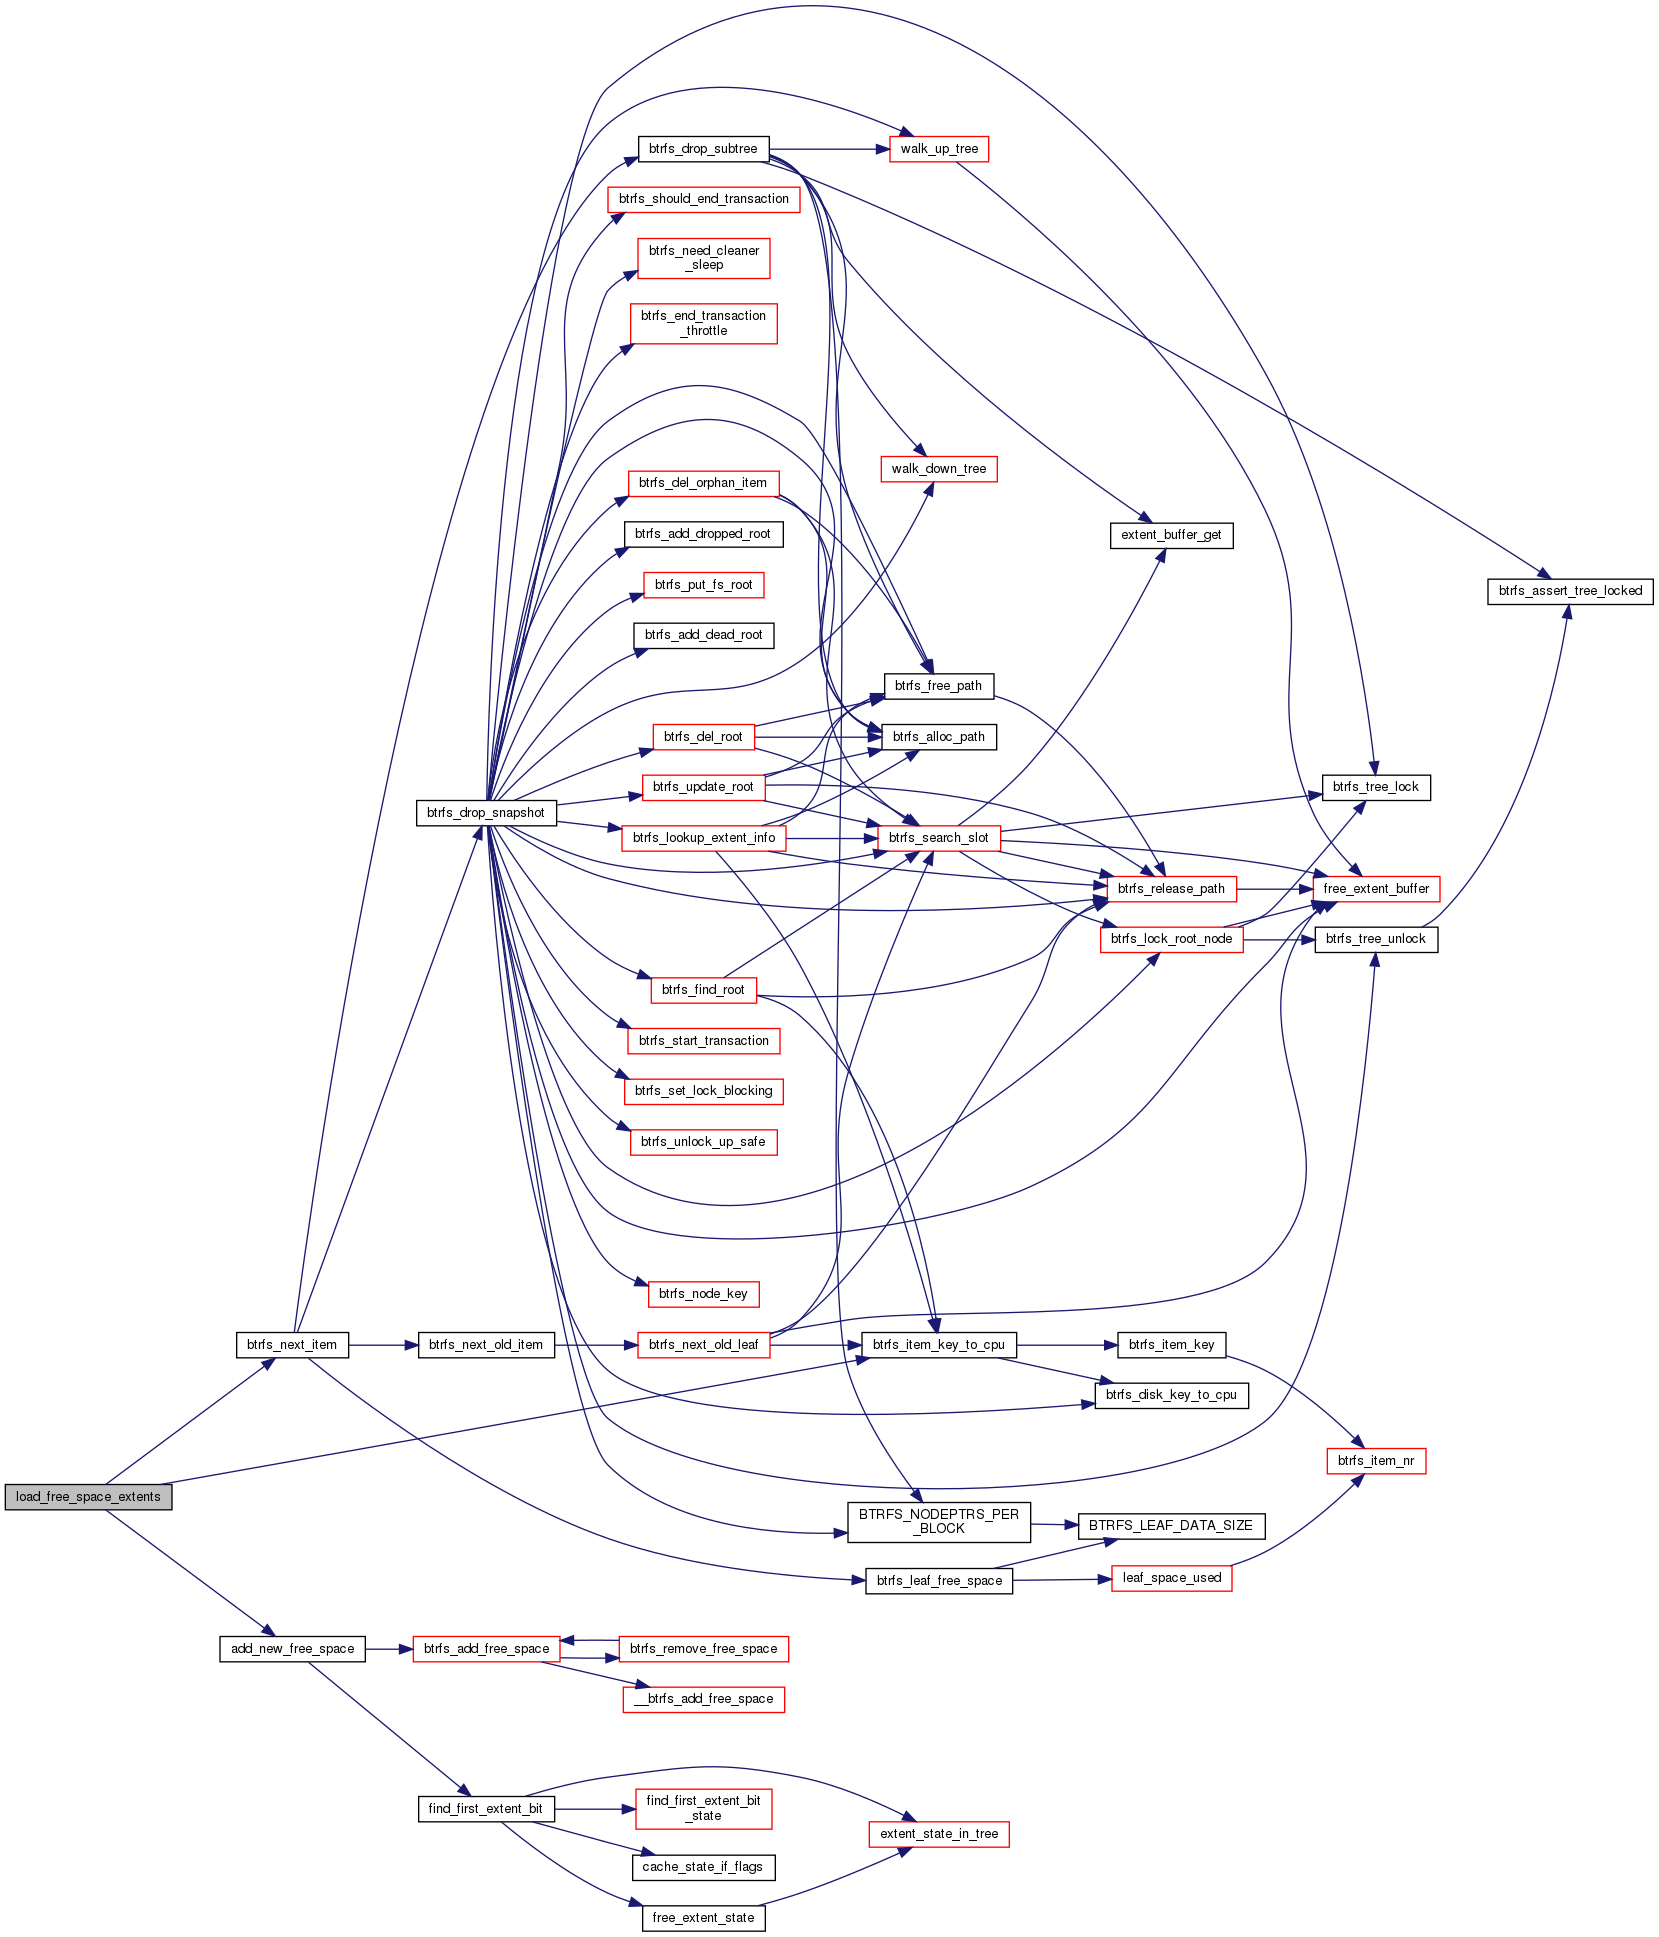 btrfs_drop_subtree
walk_up_tree
btrfs_should_end_transaction
btrfs_need_cleaner
_sleep
btrfs_end_transaction
_throttle
walk_down_tree
btrfs_del_orphan_item
btrfs_add_dropped_root
extent_buffer_get
btrfs_put_fs_root
btrfs_assert_tree_locked
btrfs_add_dead_root
btrfs_free_path
btrfs_del_root
btrfs_alloc_path
btrfs_update_root
btrfs_tree_lock
btrfs_drop_snapshot
btrfs_lookup_extent_info
btrfs_search_slot
btrfs_release_path
free_extent_buffer
btrfs_lock_root_node
btrfs_tree_unlock
btrfs_find_root
btrfs_start_transaction
btrfs_set_lock_blocking
btrfs_unlock_up_safe
btrfs_node_key
btrfs_next_item
btrfs_next_old_item
btrfs_next_old_leaf
btrfs_item_key_to_cpu
btrfs_item_key
btrfs_disk_key_to_cpu
btrfs_item_nr
load_free_space_extents
BTRFS_NODEPTRS_PER
_BLOCK
BTRFS_LEAF_DATA_SIZE
btrfs_leaf_free_space
leaf_space_used
add_new_free_space
btrfs_add_free_space
btrfs_remove_free_space
__btrfs_add_free_space
find_first_extent_bit
find_first_extent_bit
_state
extent_state_in_tree
cache_state_if_flags
free_extent_state